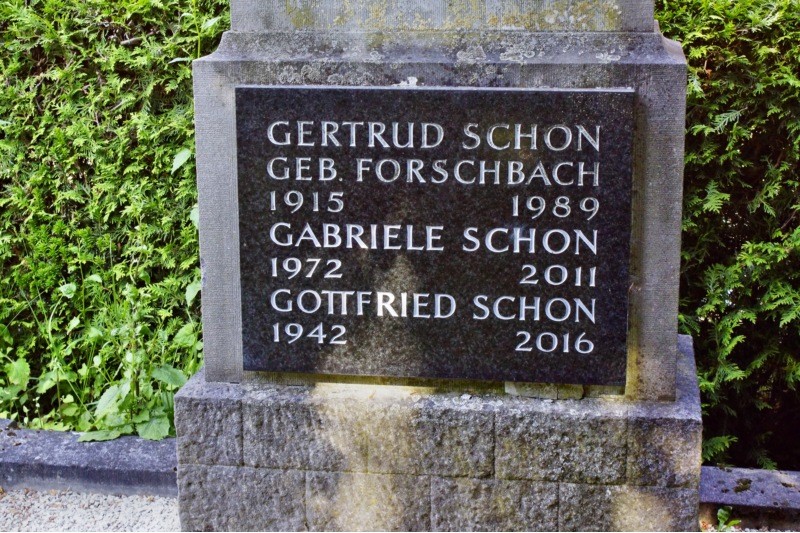 GERTRUD SCHON
GEB. FORSCHBACH
1915 1989
GABRIELE SCHON
1972 2011
GOTTFRIED SCHON
1942 2016